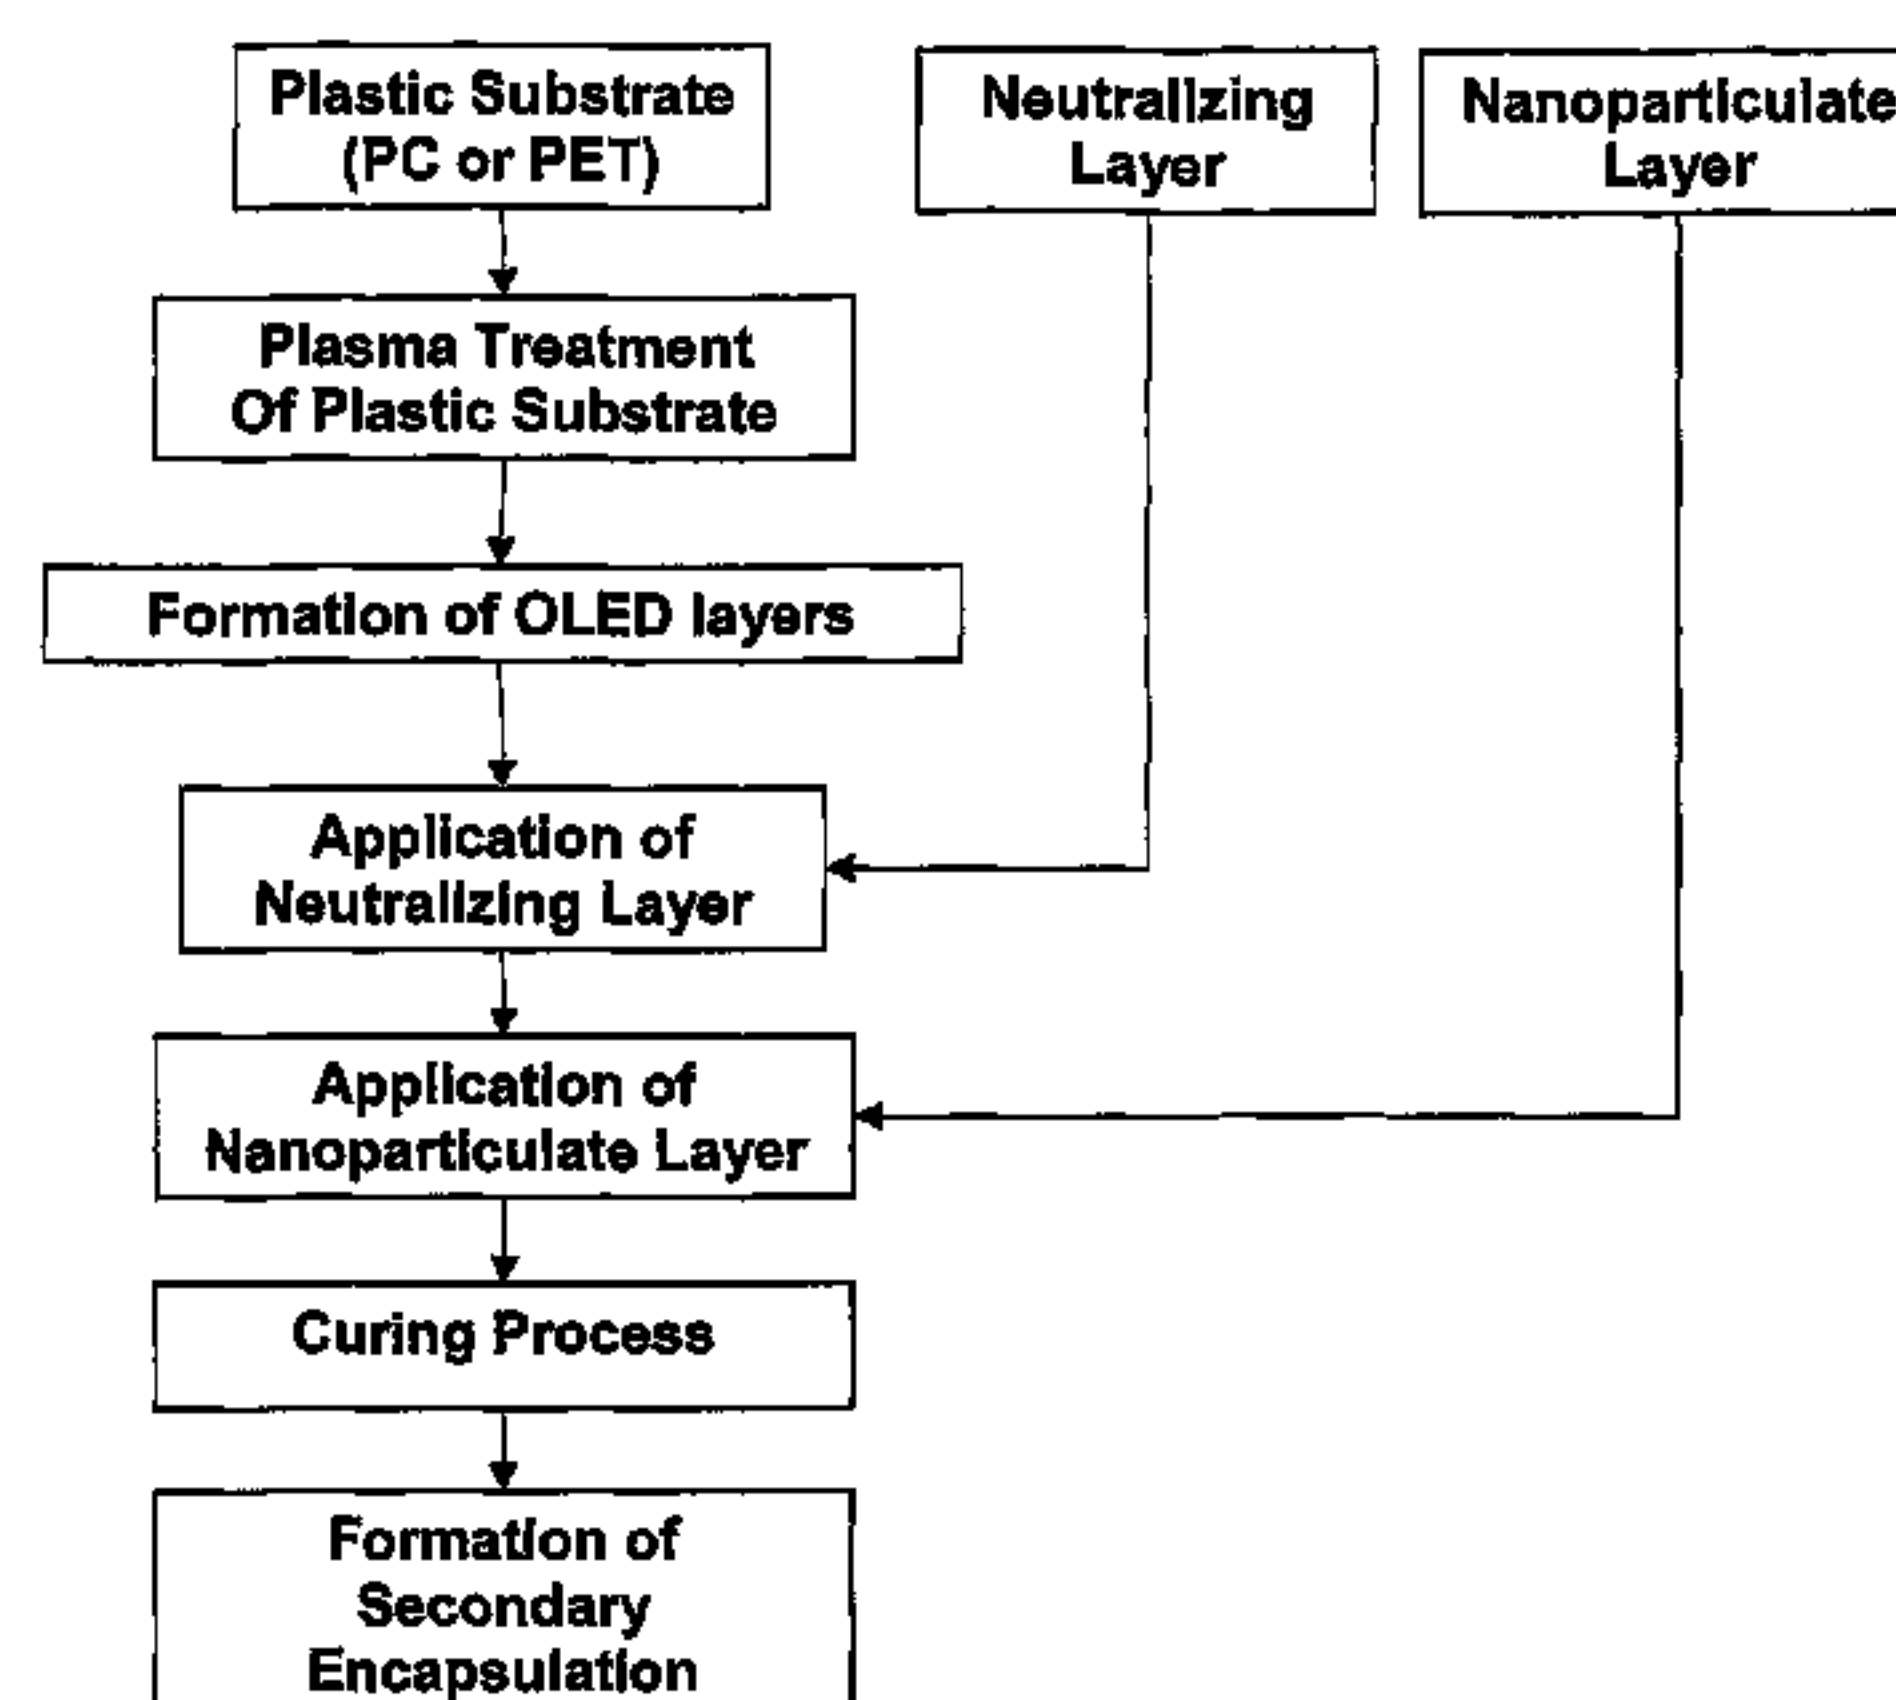 Plastic Substrate
(PC or PET)
Neutralizing
Layer
Nanoparticulate
Layer
Plasma Treatment
Of Plastic Substrate
Formation of OLED layers
Application of
Neutralizing Layer
Application of
Nanoparticulate Layer
Curing Process
Formation of
Secondary
Encapsulation